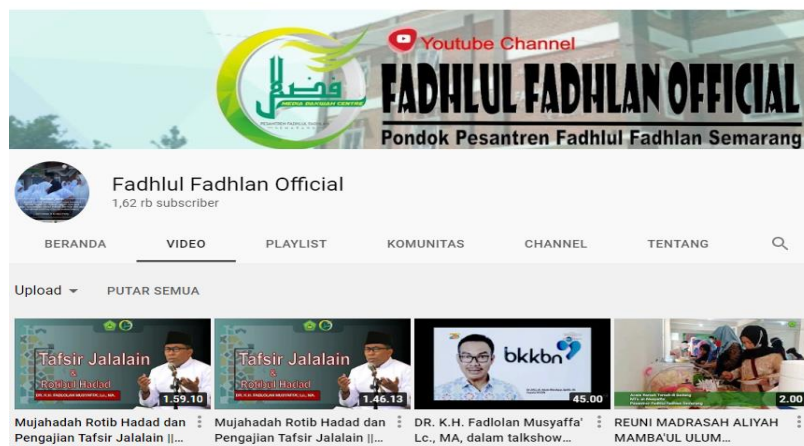 Youtube Channel
FADHLUL FADHLAN OFFICIAL
Pondok Pesantren Fadhlul Fadhlan Semarang
MEDIA DAKWAH CENTRE
Fadhlul Fadhlan Official
1,62 rb subscriber
BERANDA VIDEO PLAYLIST KOMUNITAS CHANNEL TENTANG
Upload PUTAR SEMUA
Tafsir Jalalain
&
Rotibul Hadad
1.59.10
Tafsir Jalalain
&
Rotibul Hadad
1.46.13
bkkbn
45.00
2.00
Mujahadah Rotib Hadad dan
Pengajian Tafsir Jalalain ||...
Mujahadah Rotib Hadad dan
Pengajian Tafsir Jalalain ||...
DR. K.H. Fadlolan Musyaffa'
Lc., MA, dalam talkshow...
REUNI MADRASAH ALIYAH
MAMBA'UL ULUM...